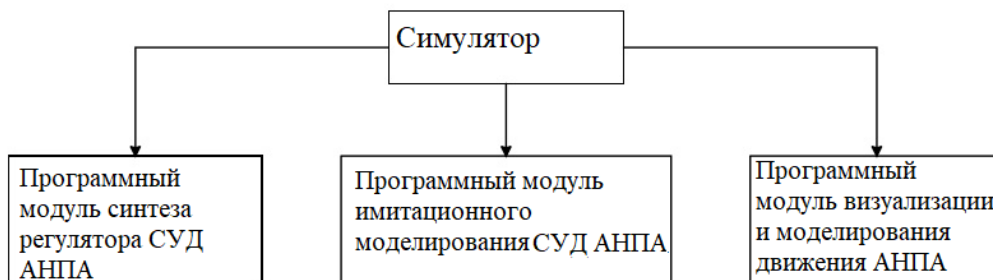 Симулятор
Программный
модуль синтеза
регулятора СУД
АНПА
Программный модуль
имитационного
моделирования СУД АНПА
Программный
модуль визуализации
и моделирования
движения АНПА